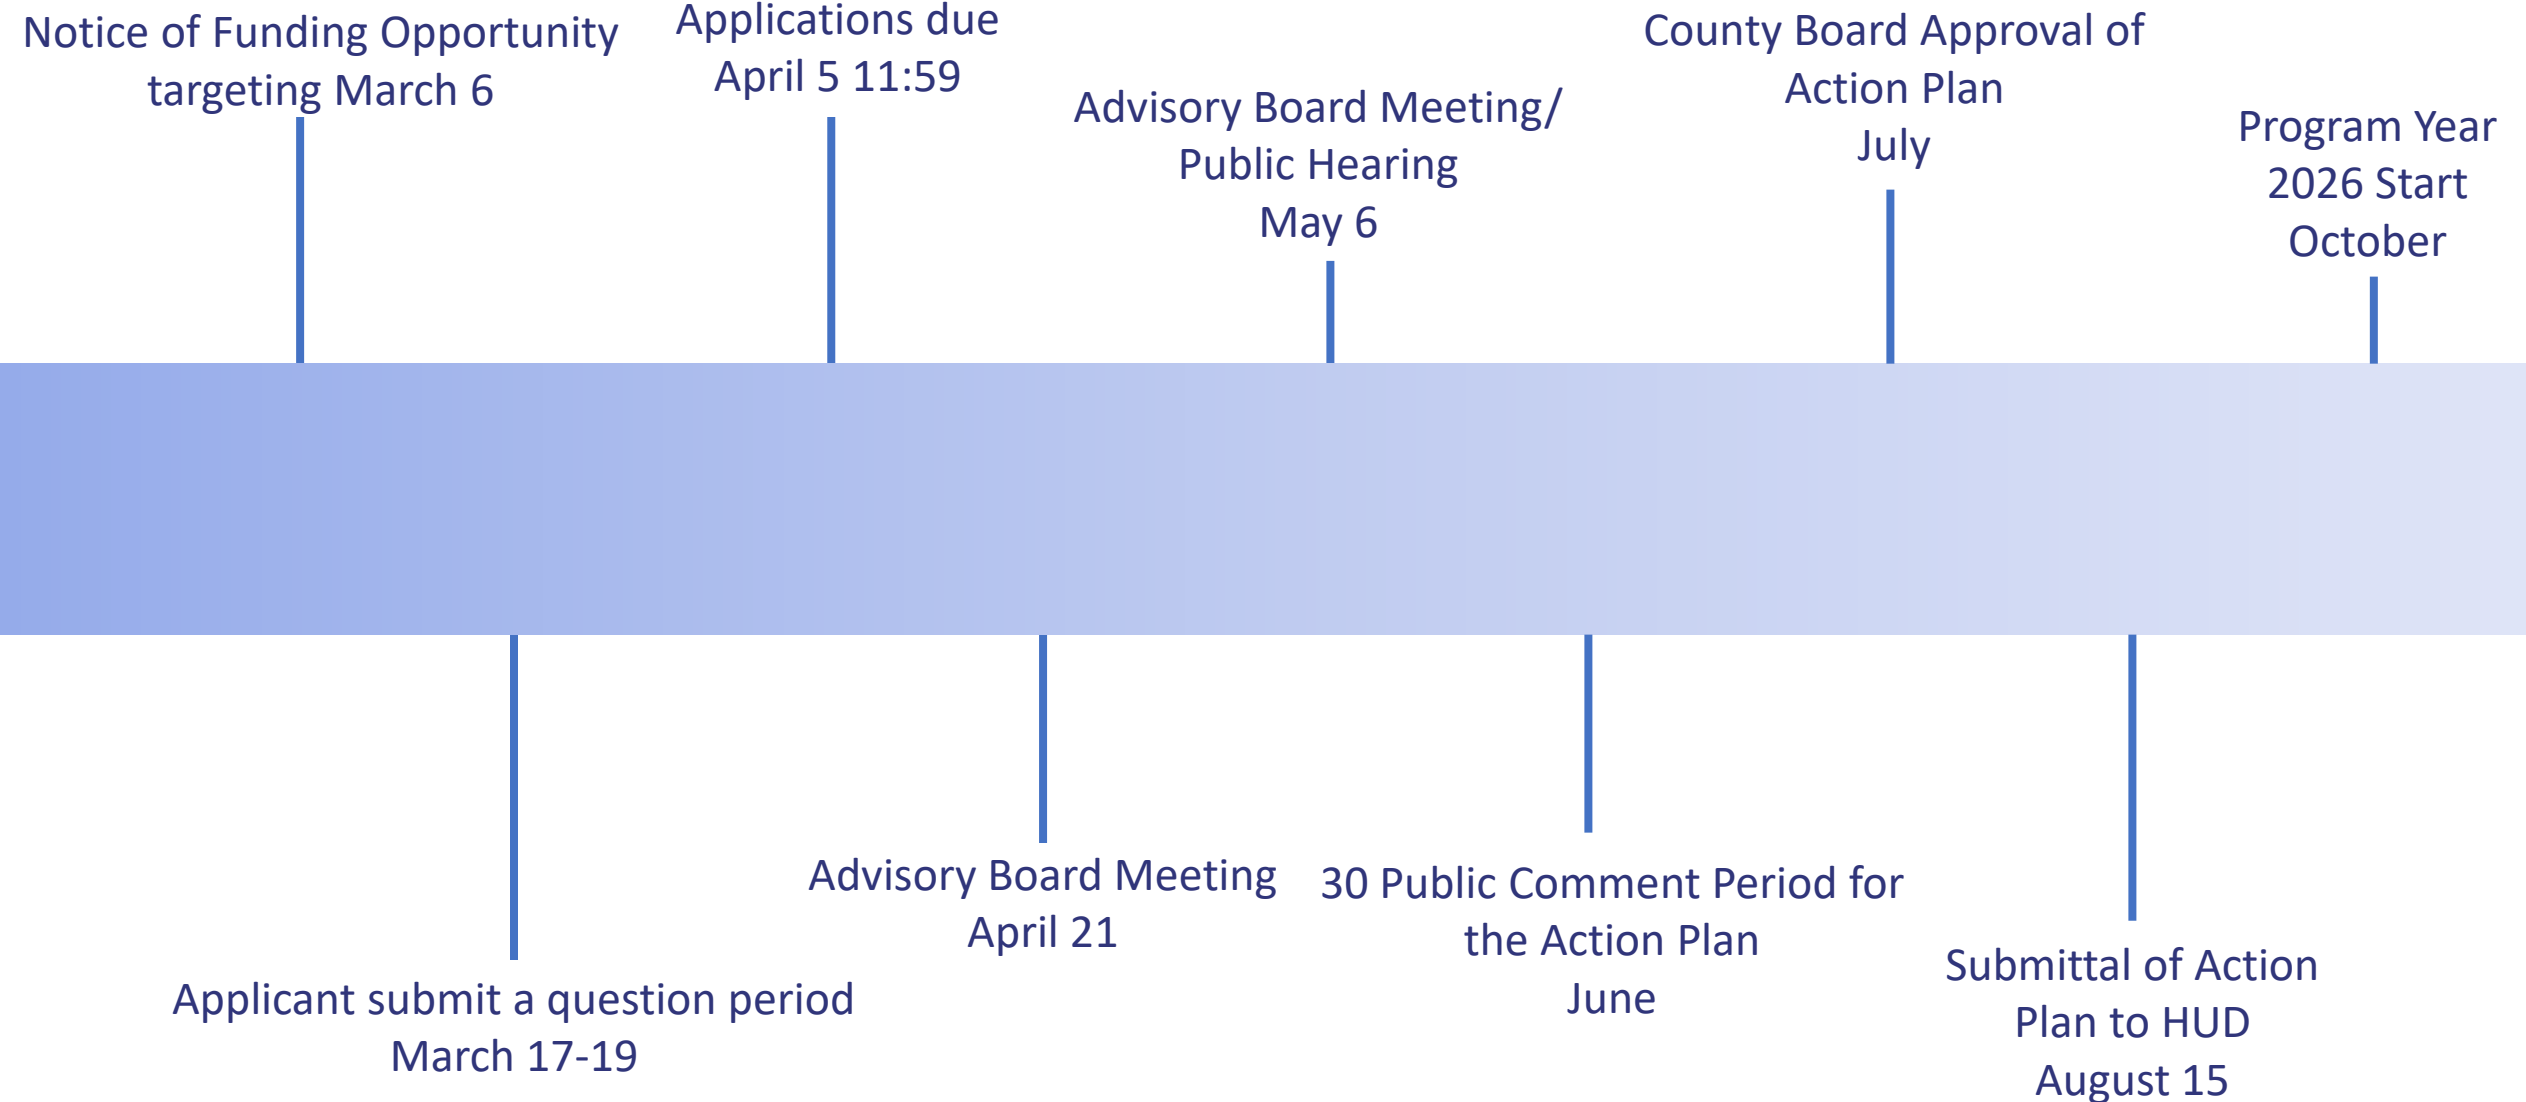 Notice of Funding Opportunity
targeting March 6
Applications due
April 5 11:59
Advisory Board Meeting/
Public Hearing
May 6
County Board Approval of
Action Plan
July
Program Year
2026 Start
October
Applicant submit a question period
March 17-19
Advisory Board Meeting
April 21
30 Public Comment Period for
the Action Plan
June
Submittal of Action
Plan to HUD
August 15